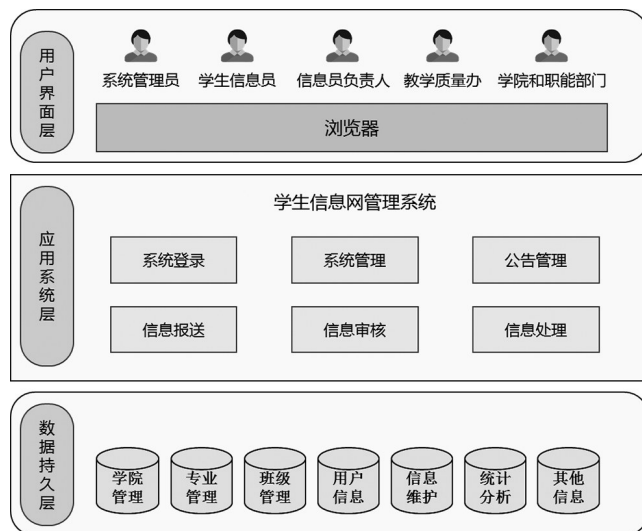 用户界面层
系统管理员 学生信息员 信息员负责人 教学质量办 学院和职能部门
浏览器
应用系统层
学生信息网管理系统
系统登录 系统管理 公告管理
信息报送 信息审核 信息处理
数据持久层
学院管理 专业管理 班级管理 用户信息 信息维护 统计分析 其他信息